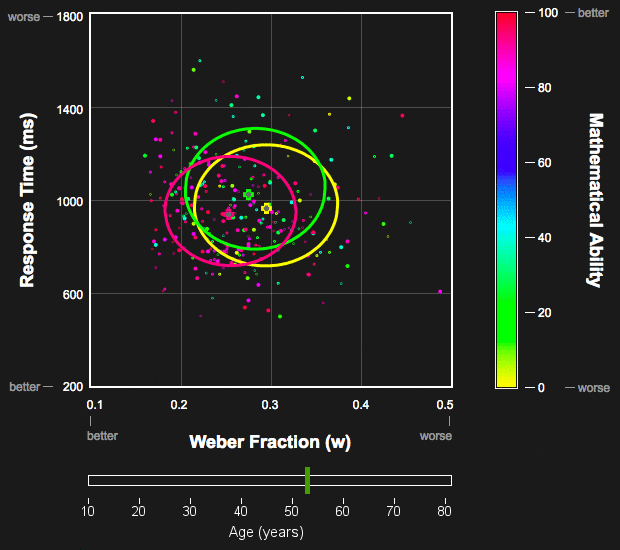 worse
1800
1400
1000
600
better
200
Response Time (ms)
0.1
0.2
0.3
0.4
0.5
better
worse
Weber Fraction (w)
10
20
30
40
50
60
70
80
Age (years)
100
better
80
60
40
20
0
worse
Mathematical Ability